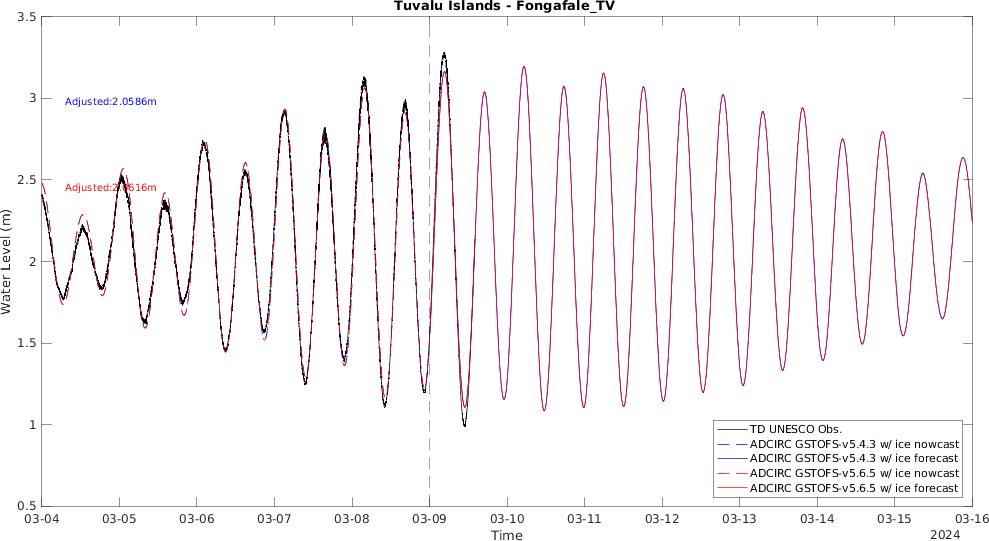 Tuvalu Islands - Fongafale_TV
3.5
3
2.5
2
1.5
1
0.5
Water Level (m)
Adjusted:2.0586m
Adjusted:2.0616m
TD UNESCO Obs.
ADCIRC GSTOFS-v5.4.3 w/ ice nowcast
ADCIRC GSTOFS-v5.4.3 w/ ice forecast
ADCIRC GSTOFS-v5.6.5 w/ ice nowcast
ADCIRC GSTOFS-v5.6.5 w/ ice forecast
03-04 03-05 03-06 03-07 03-08 03-09 03-10 03-11 03-12 03-13 03-14 03-15 03-16
Time
2024